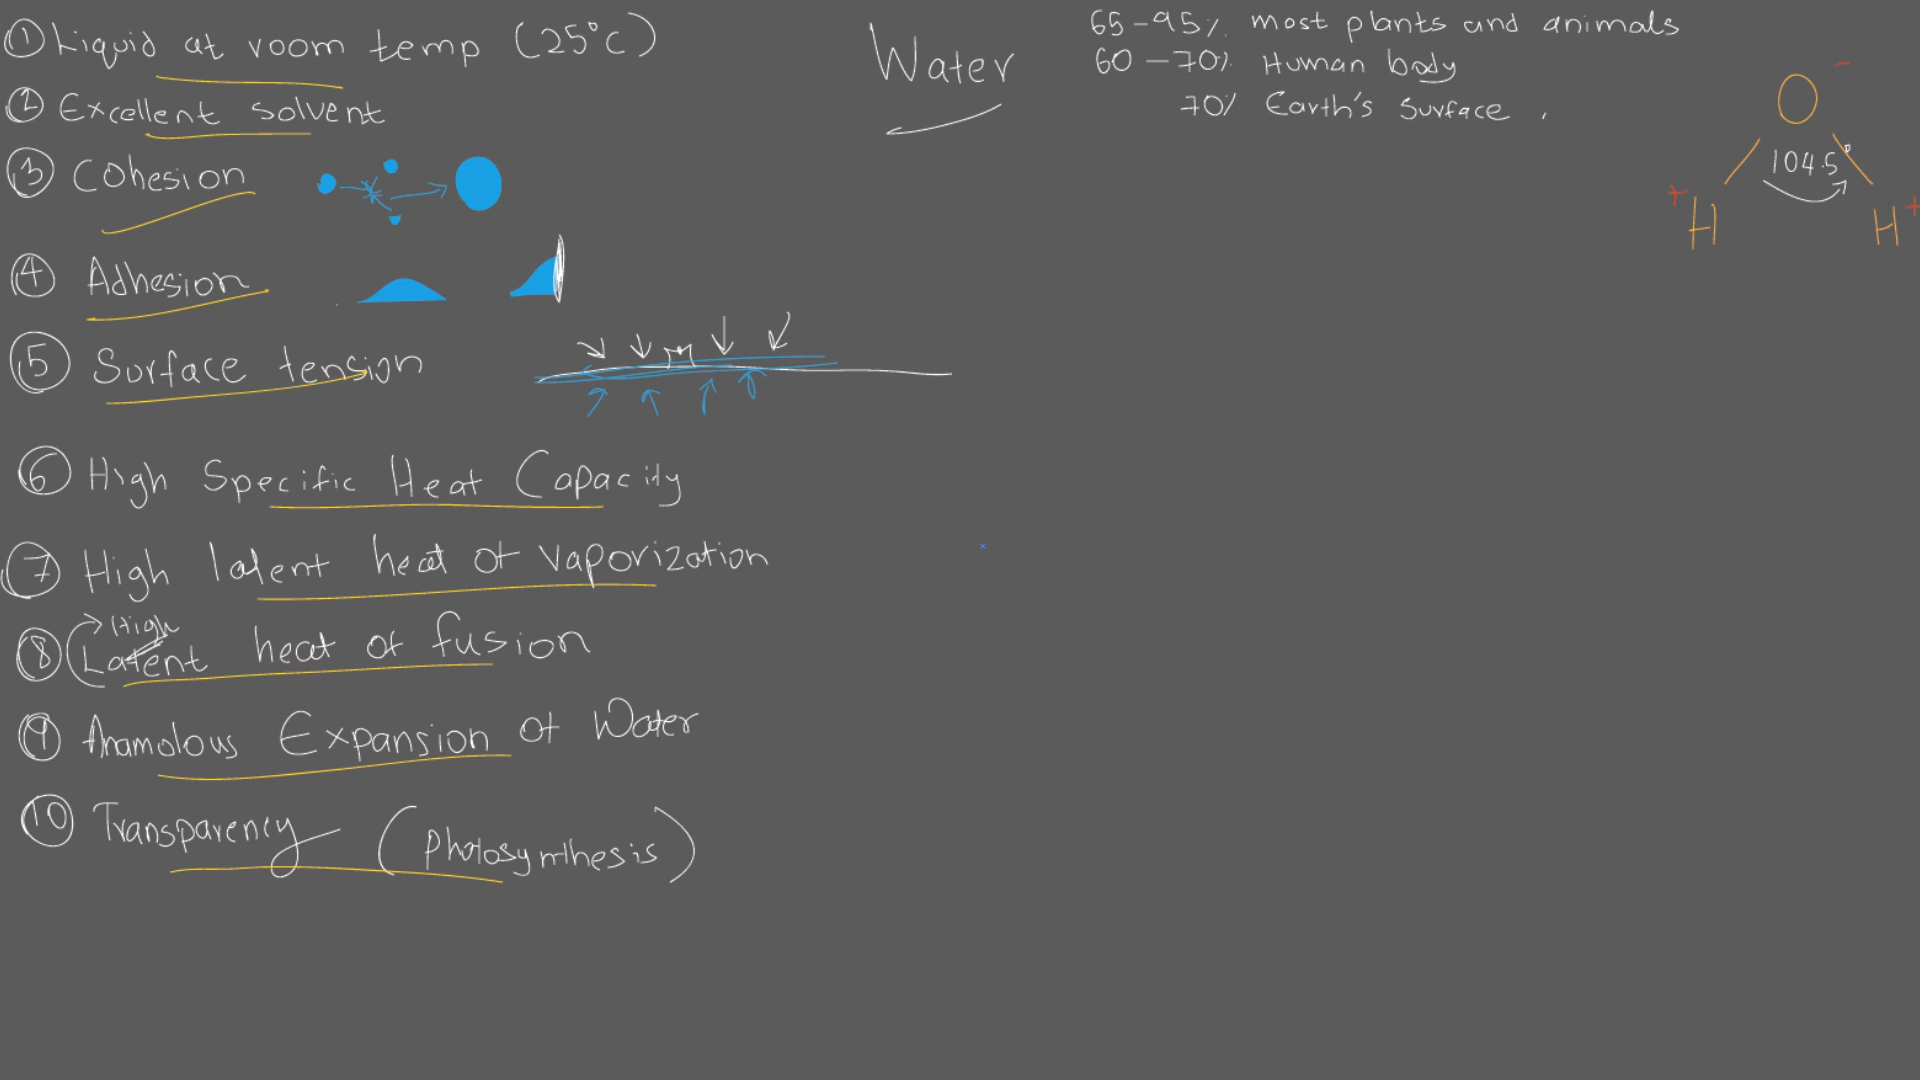 ① Liquid at room temp (25°C)
② Excellent solvent
③ Cohesion
④ Adhesion
⑤ Surface tension
⑥ High Specific Heat Capacity
⑦ High latent heat of vaporization
High
⑧ Latent heat of fusion
⑨ Anamolous Expansion of Water
⑩ Transparency (Photosynthesis)
Water
65-95% most plants and animals
60-70% Human body
70% Earth's Surface.
O -
104.5°
+ H H +